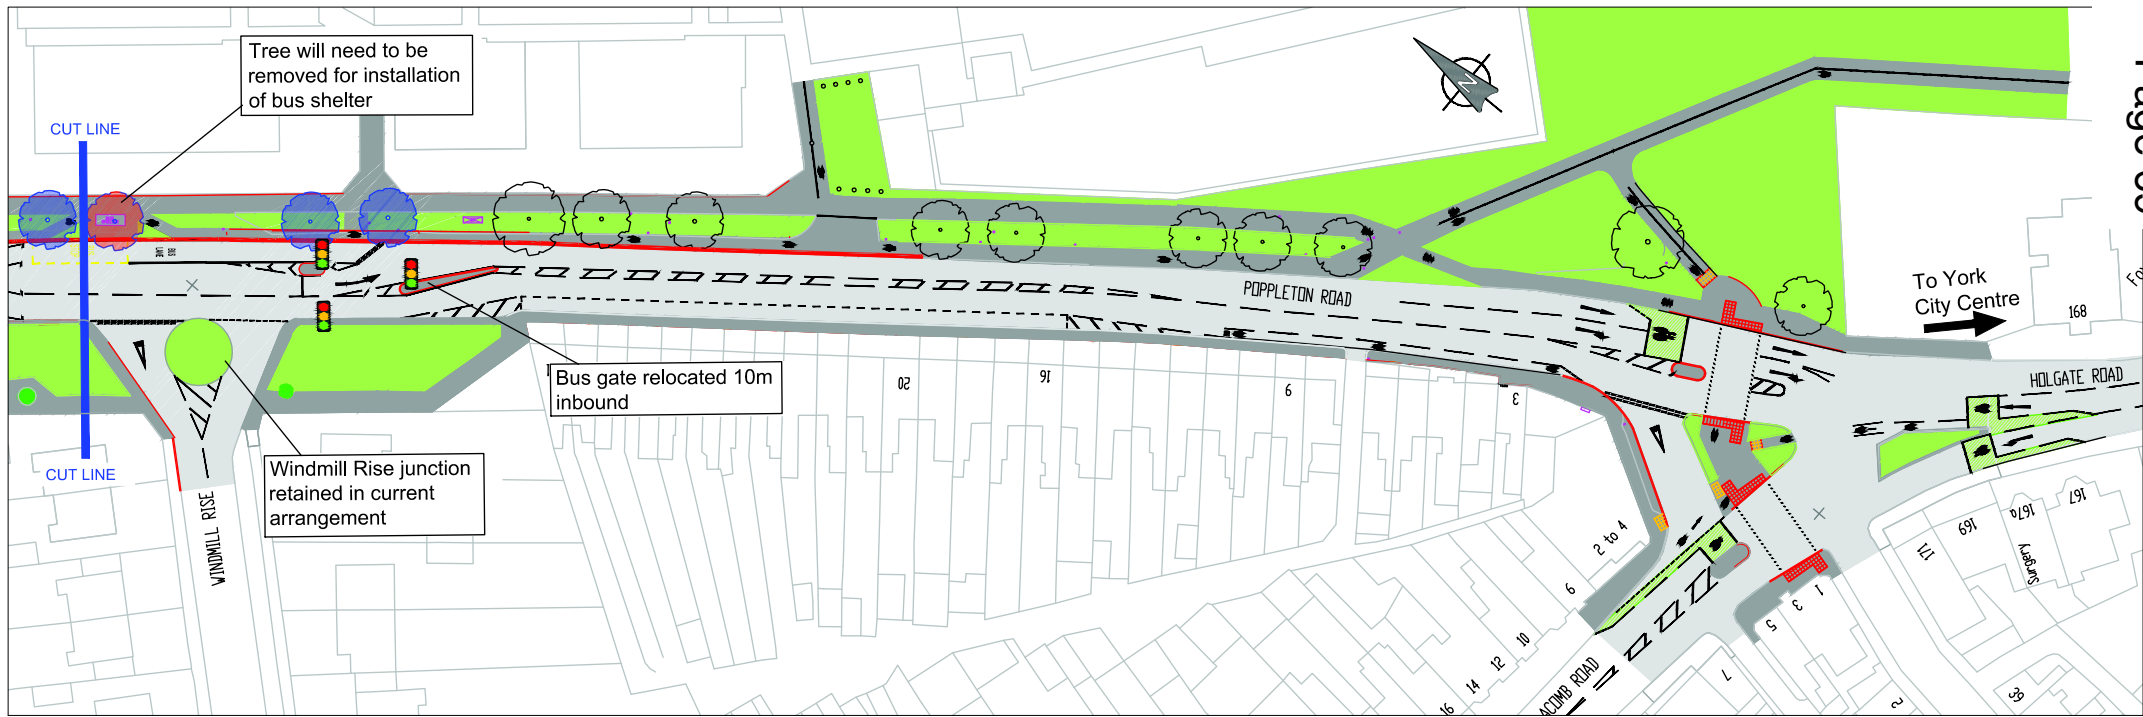 Tree will need to be
removed for installation
of bus shelter
CUT LINE
BUS
LANE
N
To York
City Centre
168
POPPLETON ROAD
HOLGATE ROAD
Bus gate relocated 10m
inbound
20
16
9
3
CUT LINE
Windmill Rise junction
retained in current
arrangement
WINDMILL RISE
2 to 4
6
10
12
14
16
ACOMB ROAD
1
3
5
7
2
39
171
169
167a
Surgery
167